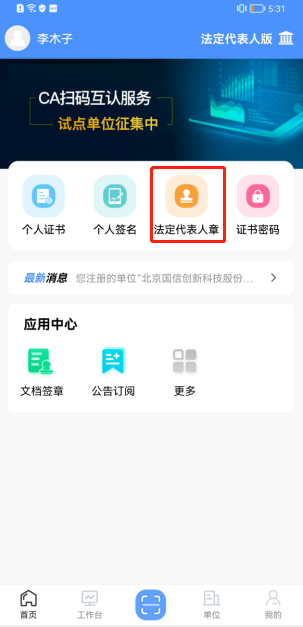 5:31
李木子
法定代表人版
CA扫码互认服务
试点单位征集中
个人证书
个人签名
法定代表人章
证书密码
最新消息 您注册的单位"北京国信创新科技股份...
应用中心
文档签章
公告订阅
更多
首页
工作台
单位
我的